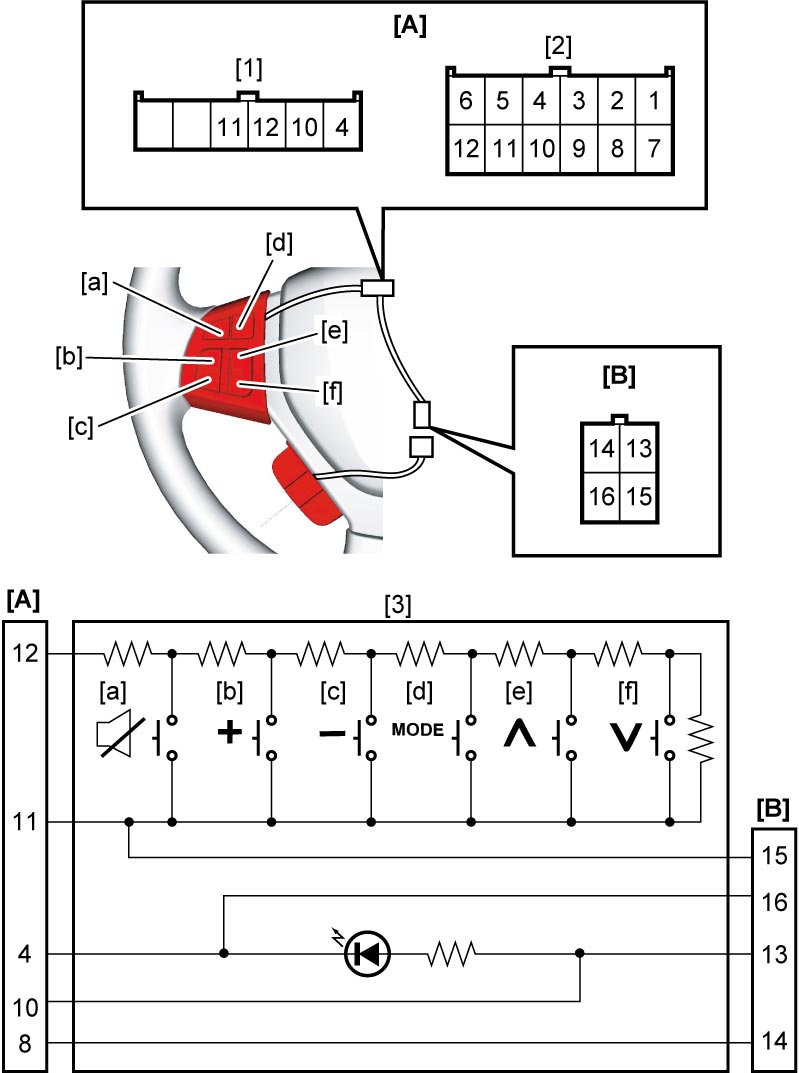 [A]
[1]
[2]
11 12 10 4
6 5 4 3 2 1
12 11 10 9 8 7
[d]
[a]
[e]
[b]
[f]
[c]
[B]
14 13
16 15
[A]
[3]
12
[a] [b] [c] [d] [e] [f]
+ − MODE ∧ ∨
11
[B]
15
16
4
13
10
8
14